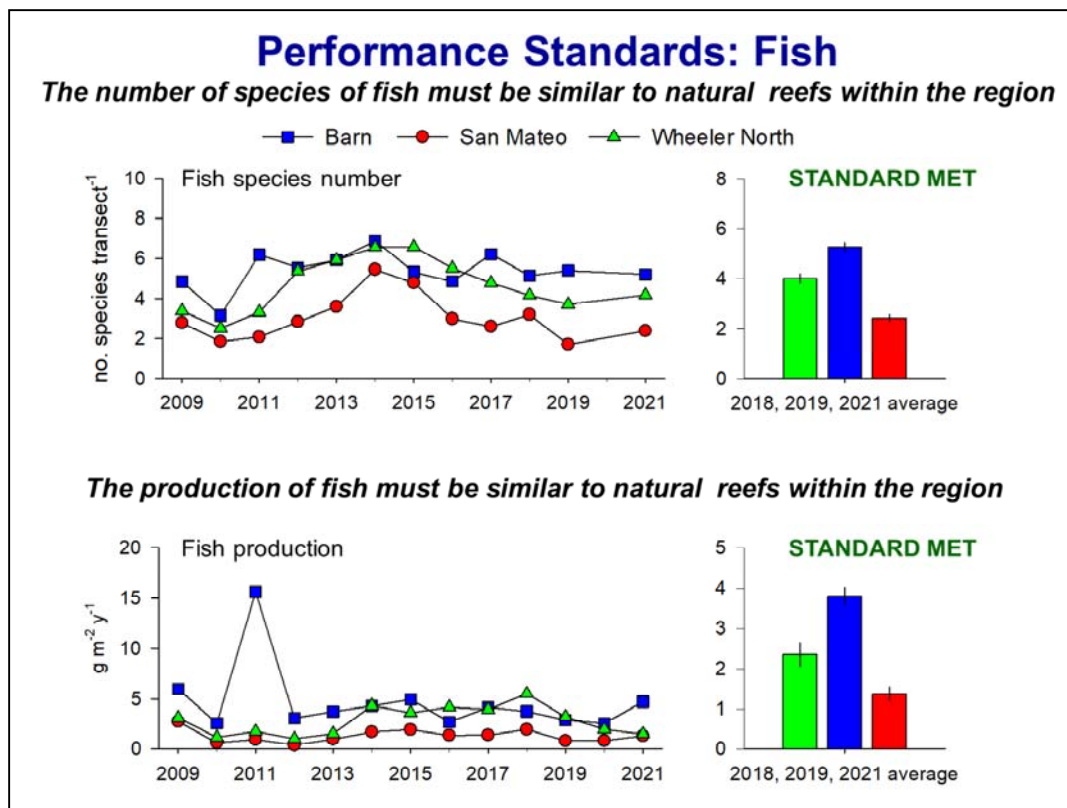 Performance Standards: Fish
The number of species of fish must be similar to natural reefs within the region
Barn San Mateo Wheeler North
Fish species number
STANDARD MET
no. species transect-1
10
8
6
4
2
0
2009 2011 2013 2015 2017 2019 2021
8
6
4
2
0
2018, 2019, 2021 average
The production of fish must be similar to natural reefs within the region
Fish production
STANDARD MET
g m-2 y-1
20
15
10
5
0
2009 2011 2013 2015 2017 2019 2021
5
4
3
2
1
0
2018, 2019, 2021 average